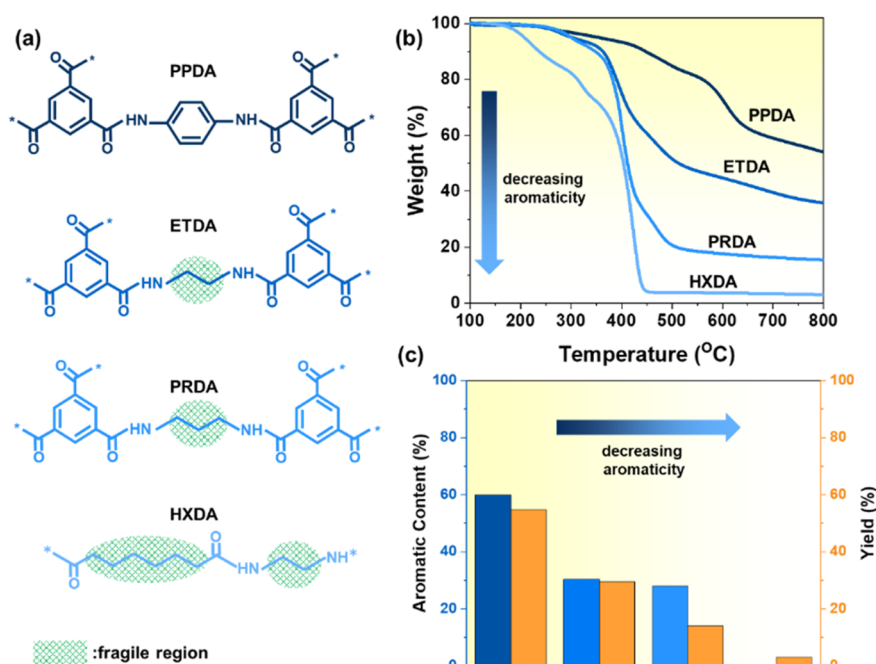 (a)
PPDA
O
*
*
HN
NH
O
O
O
*
*
O
ETDA
O
*
*
HN
NH
O
O
O
*
*
O
PRDA
O
*
*
NH
HN
O
O
O
*
*
O
HXDA
*
O
O
HN
NH*
:fragile region
(b)
Weight (%)
100
80
60
40
20
0
decreasing
aromaticity
PPDA
ETDA
PRDA
HXDA
100 200 300 400 500 600 700 800
Temperature (OC)
(c)
Aromatic Content (%)
100
80
60
40
20
0
decreasing
aromaticity
100
80
60
40
20
0
Yield (%)